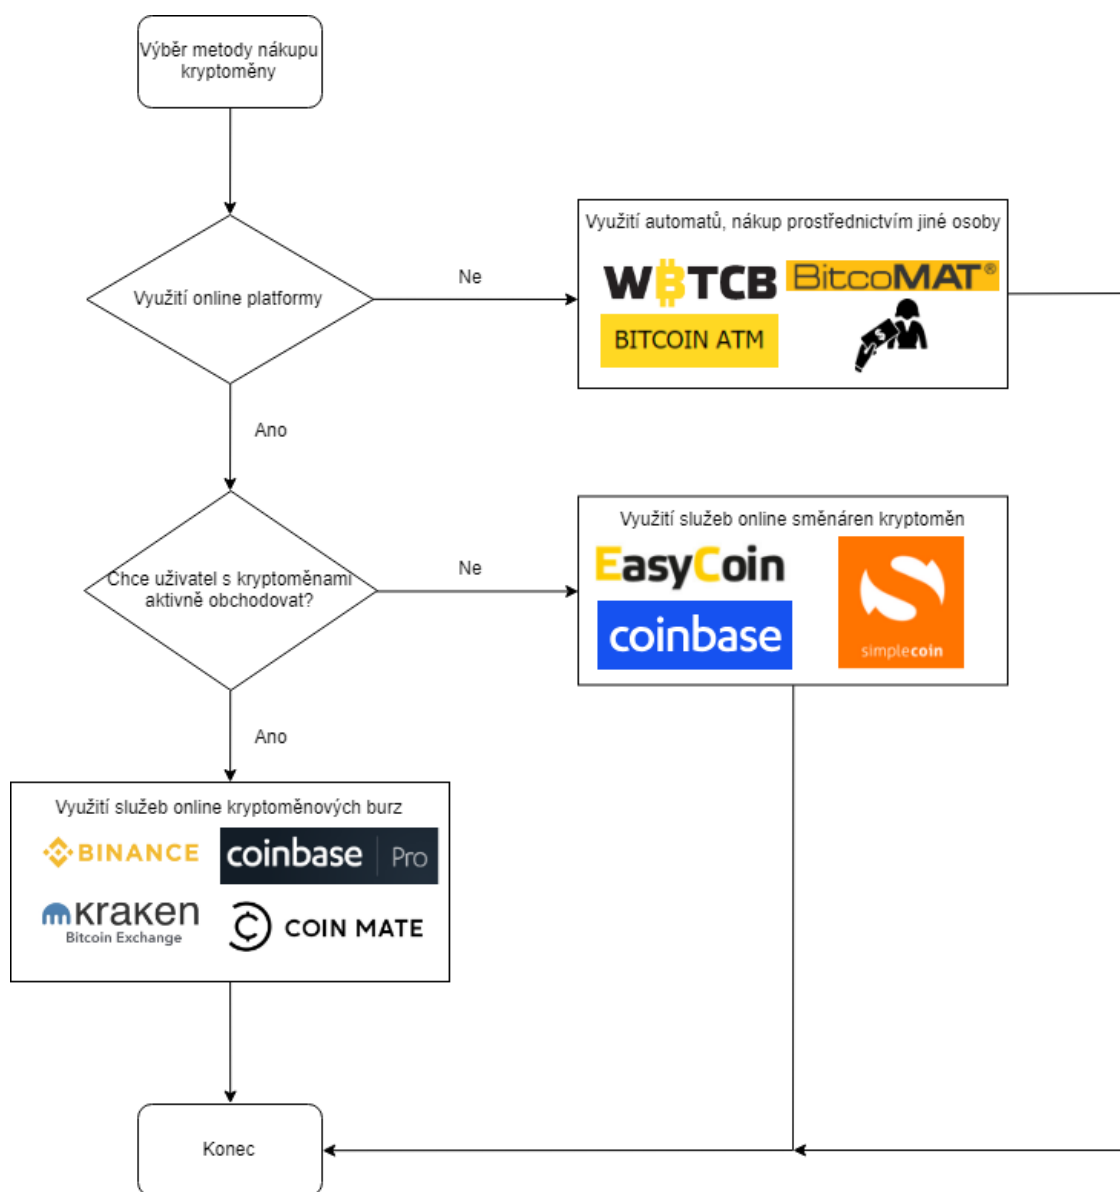 Výběr metody nákupu
kryptoměny
Využití online platformy
Ne
Využití automatů, nákup prostřednictvím jiné osoby
WBTCB
BitcoMAT®
BITCOIN ATM
$
Ano
Chce uživatel s kryptoměnami
aktivně obchodovat?
Ne
Využití služeb online směnáren kryptoměn
EasyCoin
coinbase
simplecoin
Ano
Využití služeb online kryptoměnových burz
BINANCE
coinbase Pro
kraken
Bitcoin Exchange
COIN MATE
Konec